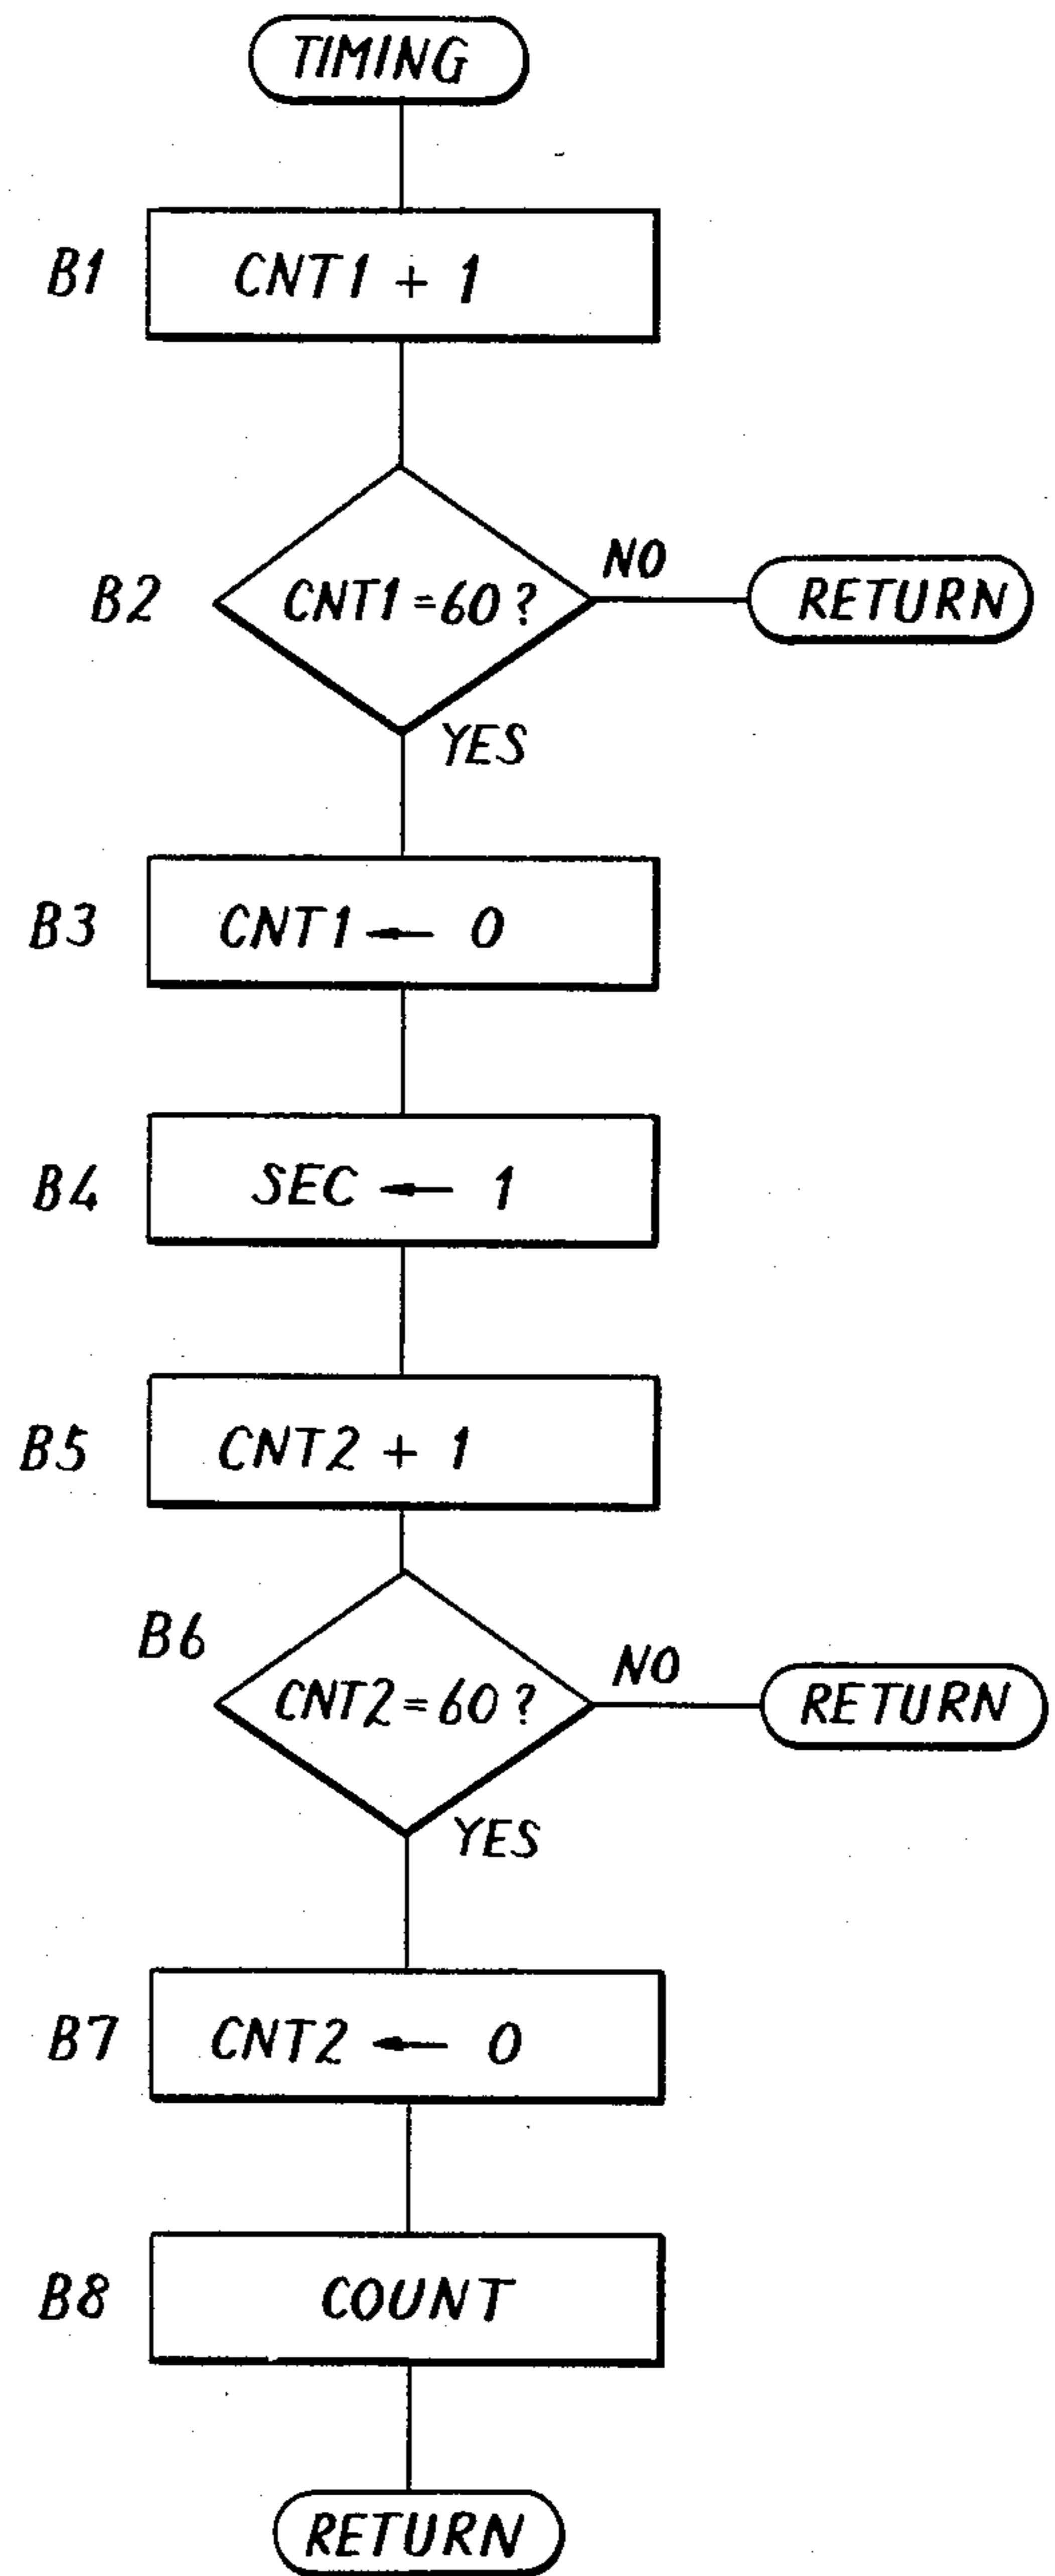 TIMING
B1 CNT1 + 1
B2 CNT1 = 60 ? NO RETURN
YES
B3 CNT1 ← 0
B4 SEC ← 1
B5 CNT2 + 1
B6 CNT2 = 60 ? NO RETURN
YES
B7 CNT2 ← 0
B8 COUNT
RETURN